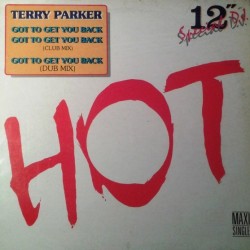 TERRY PARKER
GOT TO GET YOU BACK
GOT TO GET YOU BACK
(CLUB MIX)
GOT TO GET YOU BACK
(DUB MIX)
12"
Special D.J.
HOT
MAXI
SINGLE